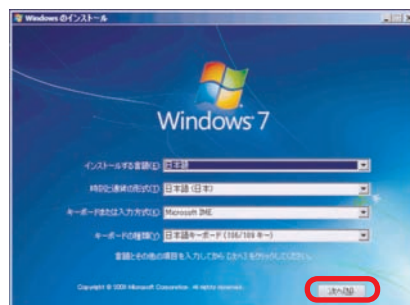 Windows のインストール
Windows 7
インストールする言語(E): 日本語
時刻と通貨の形式(T): 日本語 (日本)
キーボードまたは入力方式(K): Microsoft IME
キーボードの種類(Y): 日本語キーボード (106/109 キー)
言語とその他の項目を入力してから [次へ] をクリックしてください。
Copyright © 2009 Microsoft Corporation. All rights reserved.
次へ(N)